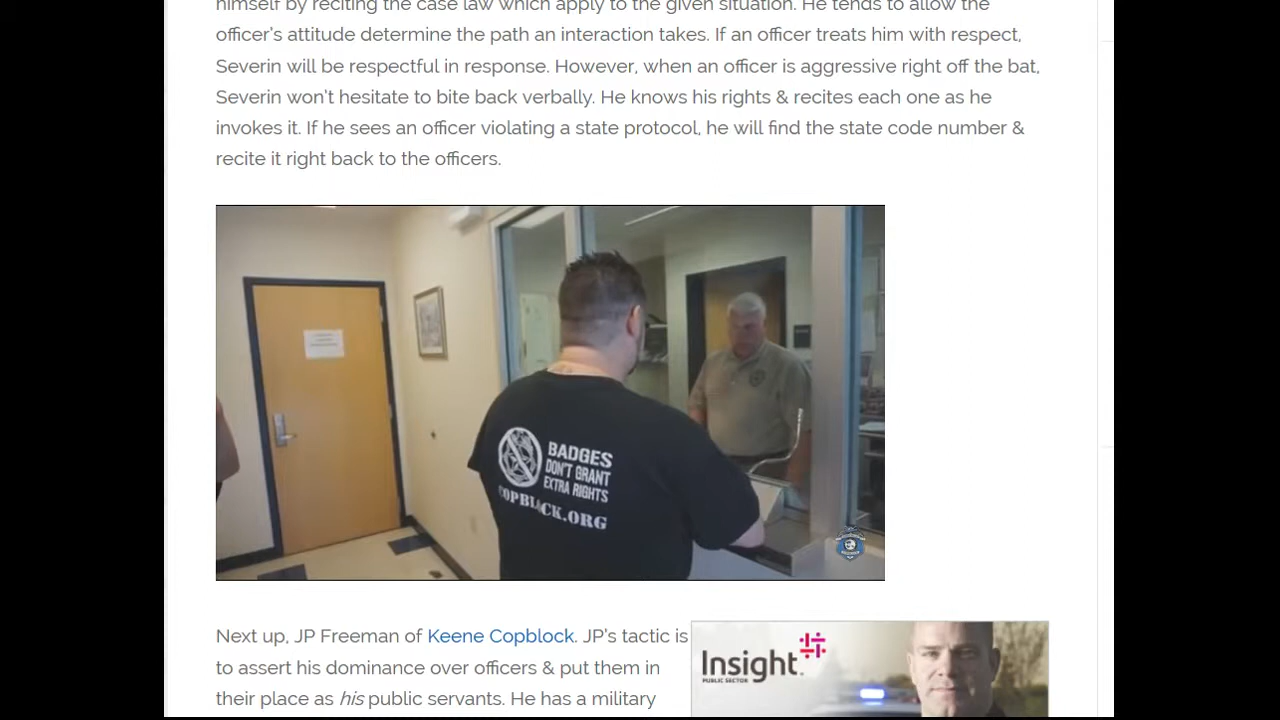 himself by reciting the case law which apply to the given situation. He tends to allow the
officer's attitude determine the path an interaction takes. If an officer treats him with respect,
Severin will be respectful in response. However, when an officer is aggressive right off the bat,
Severin won't hesitate to bite back verbally. He knows his rights & recites each one as he
invokes it. If he sees an officer violating a state protocol, he will find the state code number &
recite it right back to the officers.
BADGES
DON'T GRANT
EXTRA RIGHTS
COPBLOCK.ORG
Next up, JP Freeman of Keene Copblock. JP's tactic is
to assert his dominance over officers & put them in
their place as his public servants. He has a military
Insight
PUBLIC SECTOR